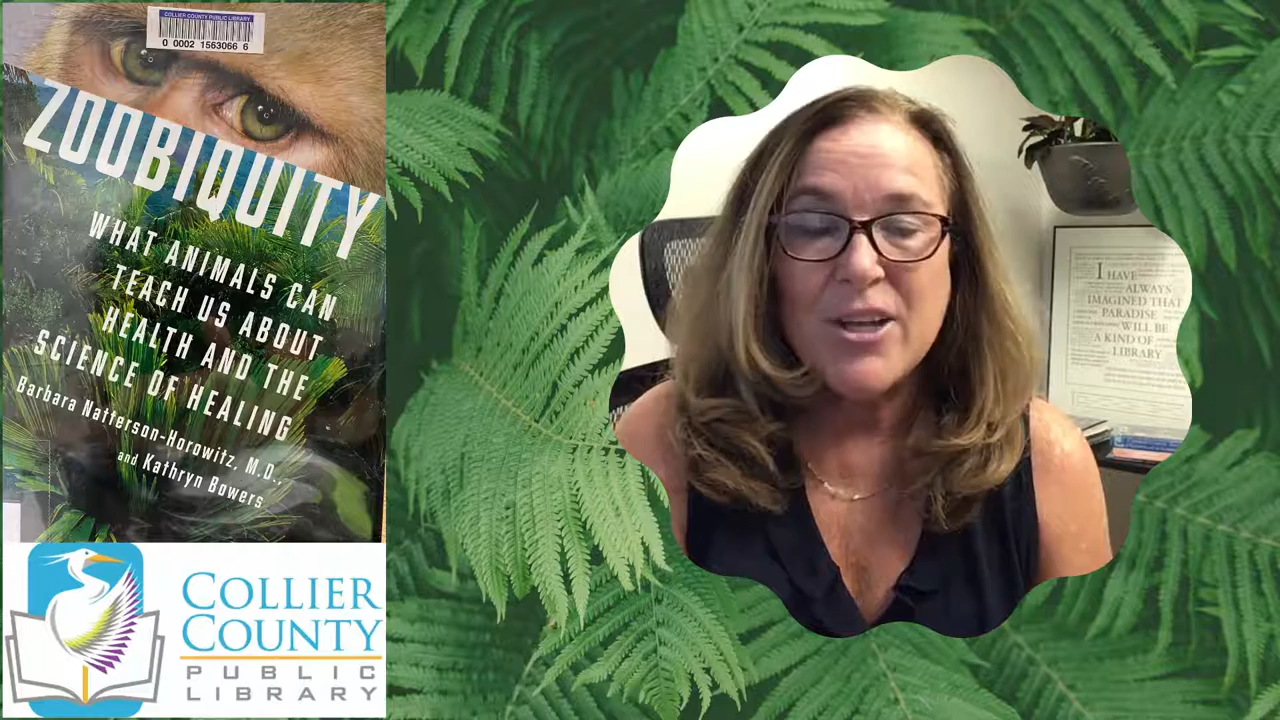 COLLIER COUNTY PUBLIC LIBRARY
0 0002 1563066 6
ZOOBIQUITY
WHAT ANIMALS CAN
TEACH US ABOUT
HEALTH AND THE
SCIENCE OF HEALING
Barbara Natterson-Horowitz, M.D.,
and Kathryn Bowers
COLLIER
COUNTY
PUBLIC
LIBRARY
I HAVE
ALWAYS
IMAGINED THAT
PARADISE
WILL BE
A KIND OF
LIBRARY